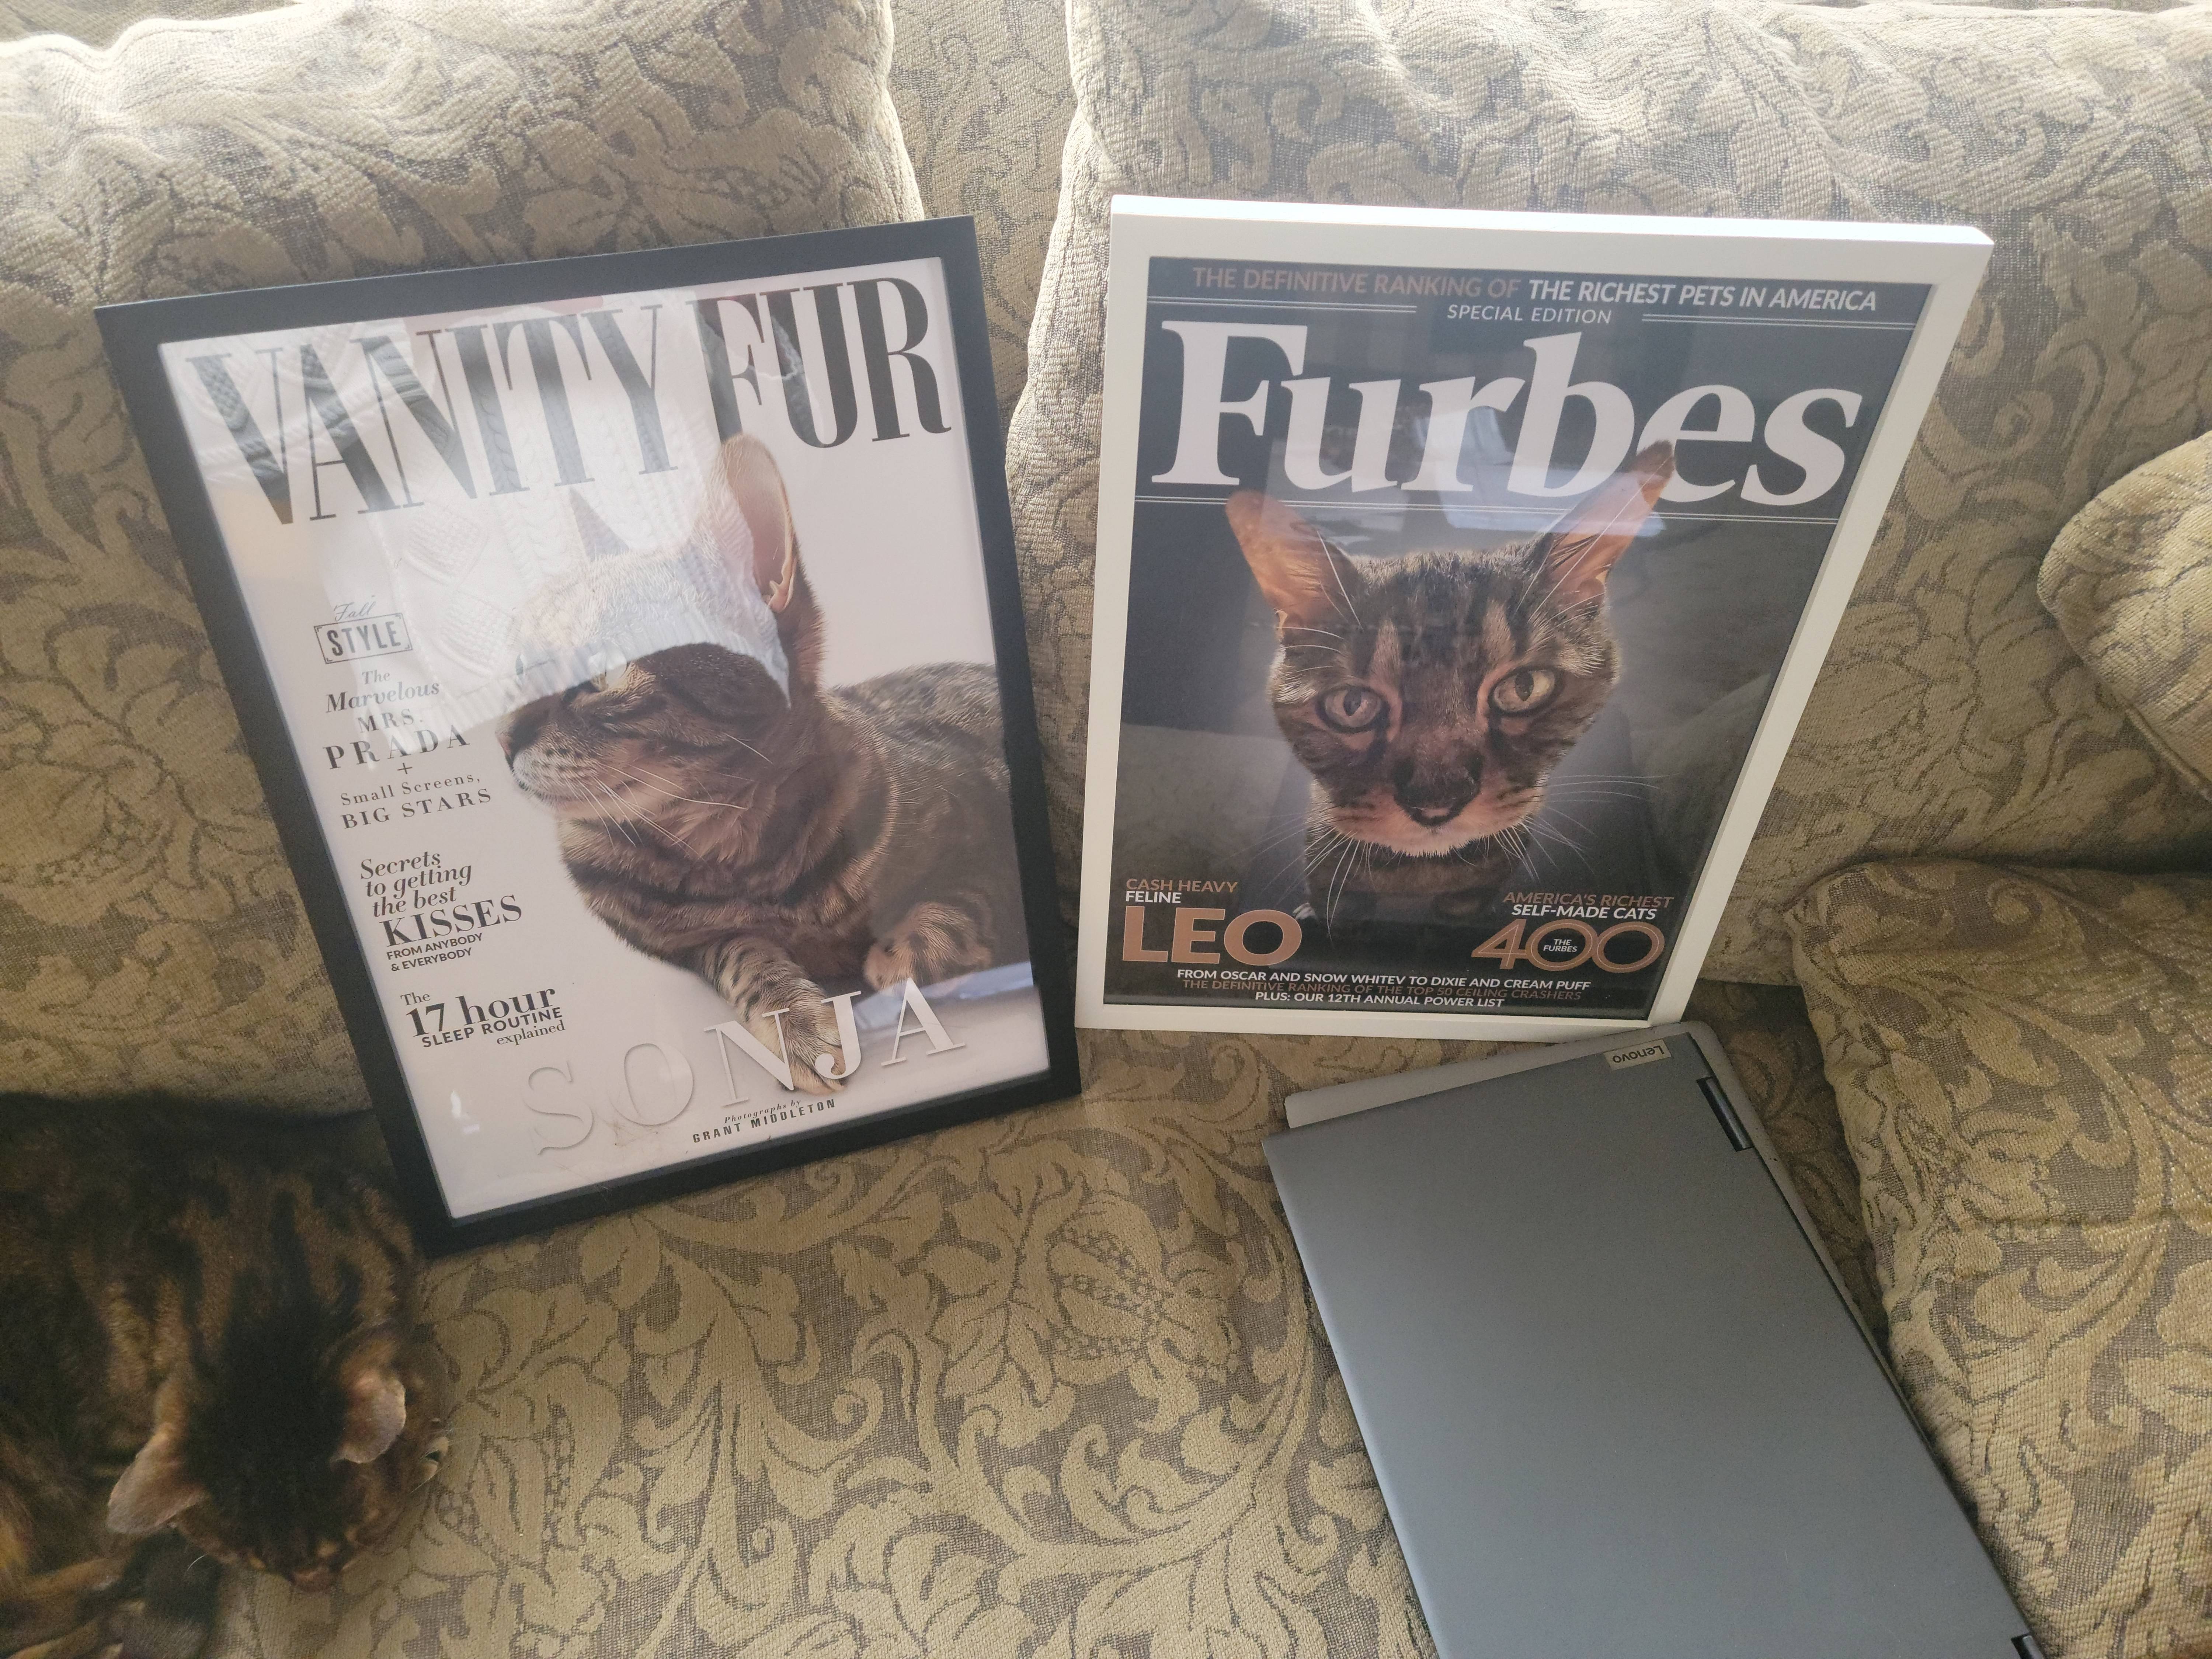 VANITY FUR
Fall
STYLE
The
Marvelous
MRS.
PRADA
+
Small Screens,
BIG STARS
Secrets
to getting
the best
KISSES
FROM ANYBODY
& EVERYBODY
The
17 hour
SLEEP ROUTINE
explained
SONJA
Photographs by
GRANT MIDDLETON
THE DEFINITIVE RANKING OF THE RICHEST PETS IN AMERICA
SPECIAL EDITION
Furbes
CASH HEAVY
FELINE
LEO
AMERICA'S RICHEST
SELF-MADE CATS
400
THE
FURBES
FROM OSCAR AND SNOW WHITEV TO DIXIE AND CREAM PUFF
THE DEFINITIVE RANKING OF THE TOP 50 CEILING CRASHERS
PLUS: OUR 12TH ANNUAL POWER LIST
Lenovo